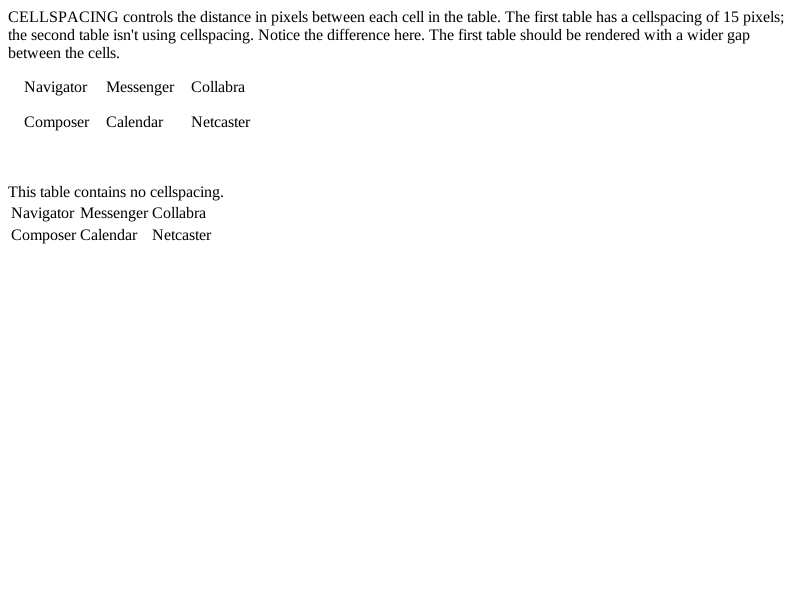 CELLSPACING controls the distance in pixels between each cell in the table. The first table has a cellspacing of 15 pixels;
the second table isn't using cellspacing. Notice the difference here. The first table should be rendered with a wider gap
between the cells.
Navigator Messenger Collabra
Composer Calendar Netcaster
This table contains no cellspacing.
Navigator Messenger Collabra
Composer Calendar Netcaster